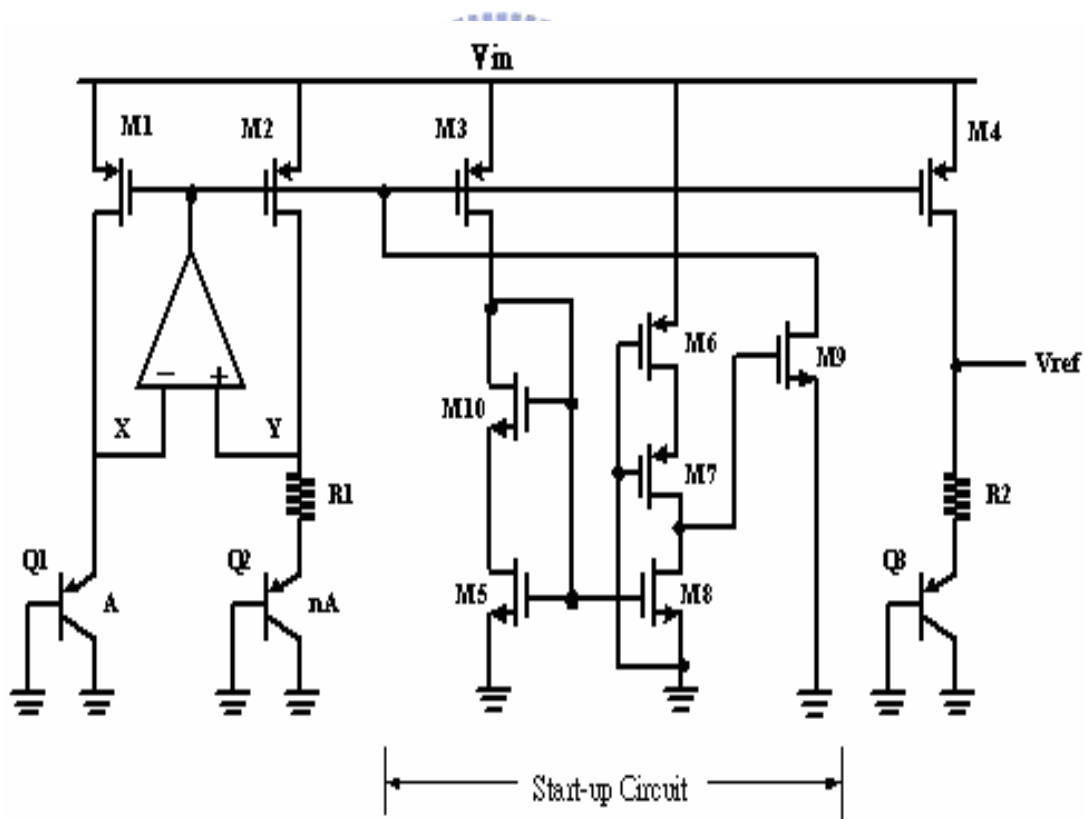 Vin
M1
M2
M3
M4
M6
M9
Vref
M10
X
Y
M7
R1
R2
Q1
A
Q2
nA
M5
M8
Q3
− +
Start-up Circuit